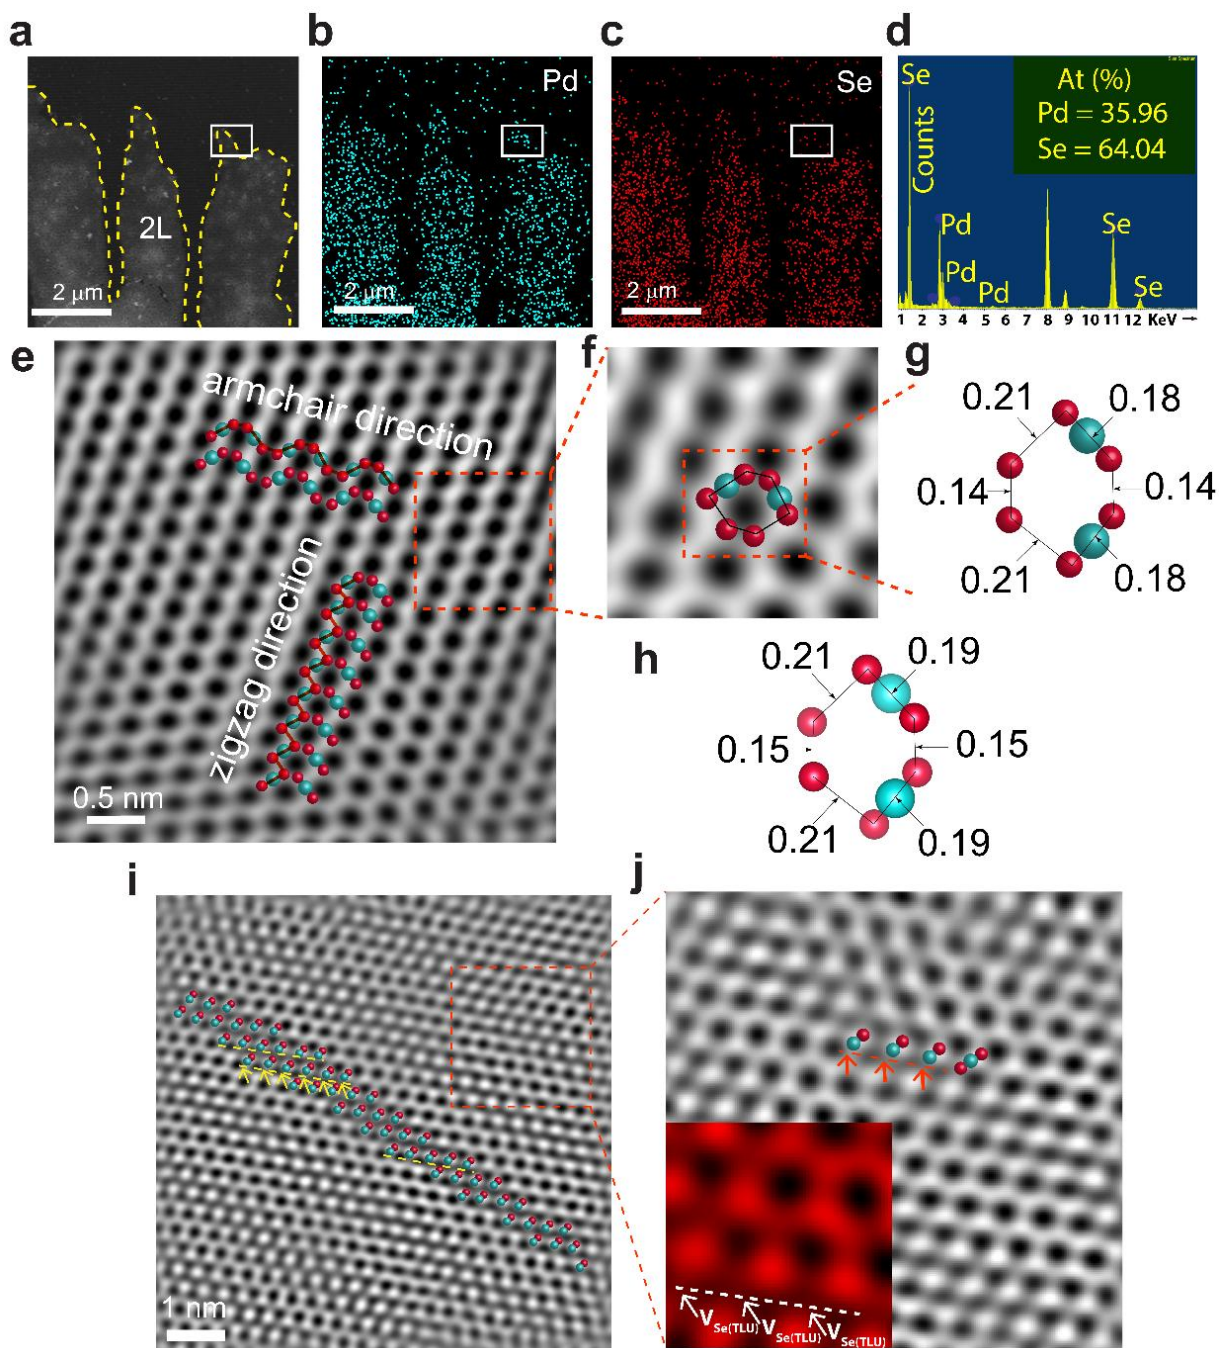 a
2L
2 μm
b
Pd
2 μm
c
Se
2 μm
d
Se
Counts
At (%)
Pd = 35.96
Se = 64.04
Pd
Pd
Pd
Se
Se
1 2 3 4 5 6 7 8 9 10 11 12 KeV →
e
armchair direction
zigzag direction
0.5 nm
f
g
0.21
0.18
0.14
0.14
0.21
0.18
h
0.21
0.19
0.15
0.15
0.21
0.19
i
1 nm
j
VSe(TLU)
VSe(TLU)
VSe(TLU)